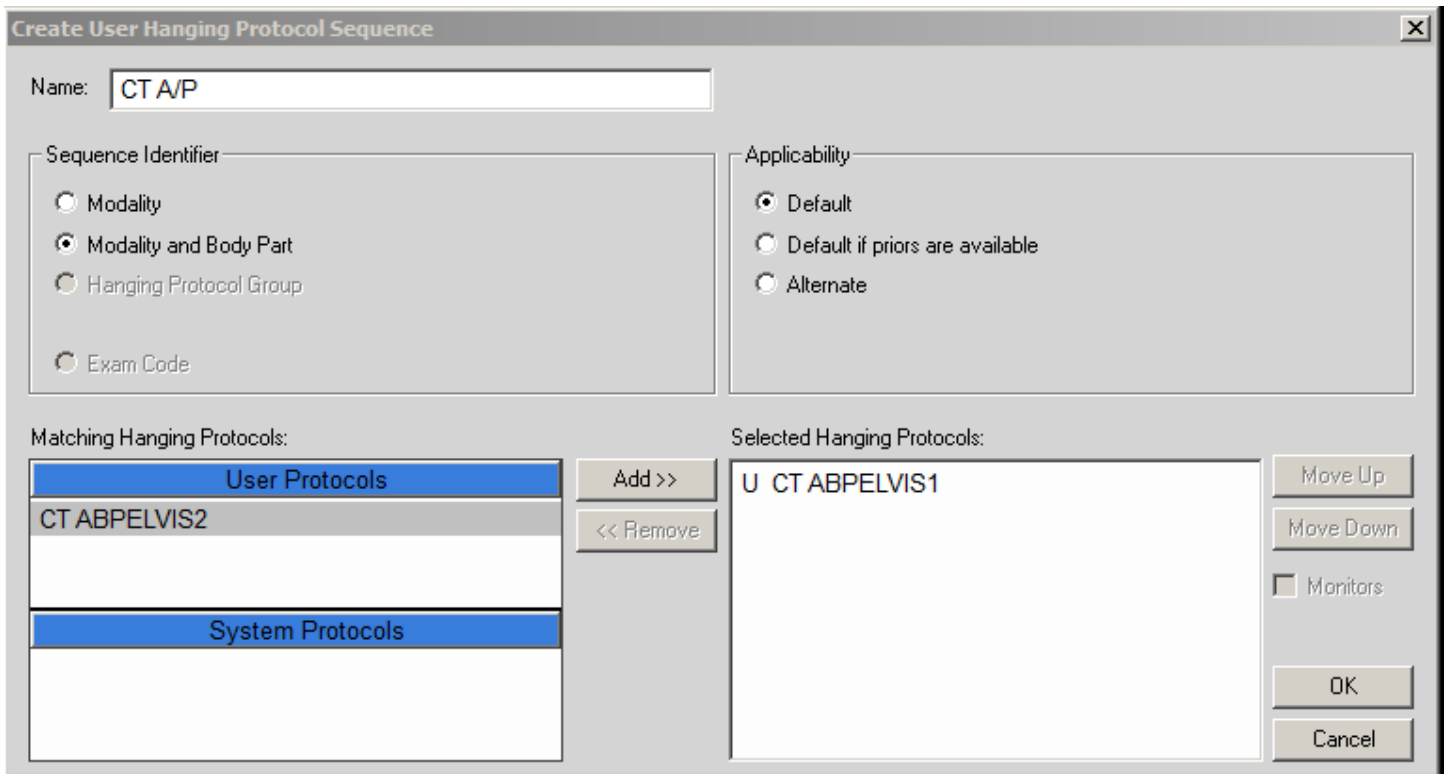 Create User Hanging Protocol Sequence
Name: CT A/P
Sequence Identifier
Modality
Modality and Body Part
Hanging Protocol Group
Exam Code
Applicability
Default
Default if priors are available
Alternate
Matching Hanging Protocols:
User Protocols
CT ABPELVIS2
System Protocols
Add >>
<< Remove
Selected Hanging Protocols:
U CT ABPELVIS1
Move Up
Move Down
Monitors
OK
Cancel